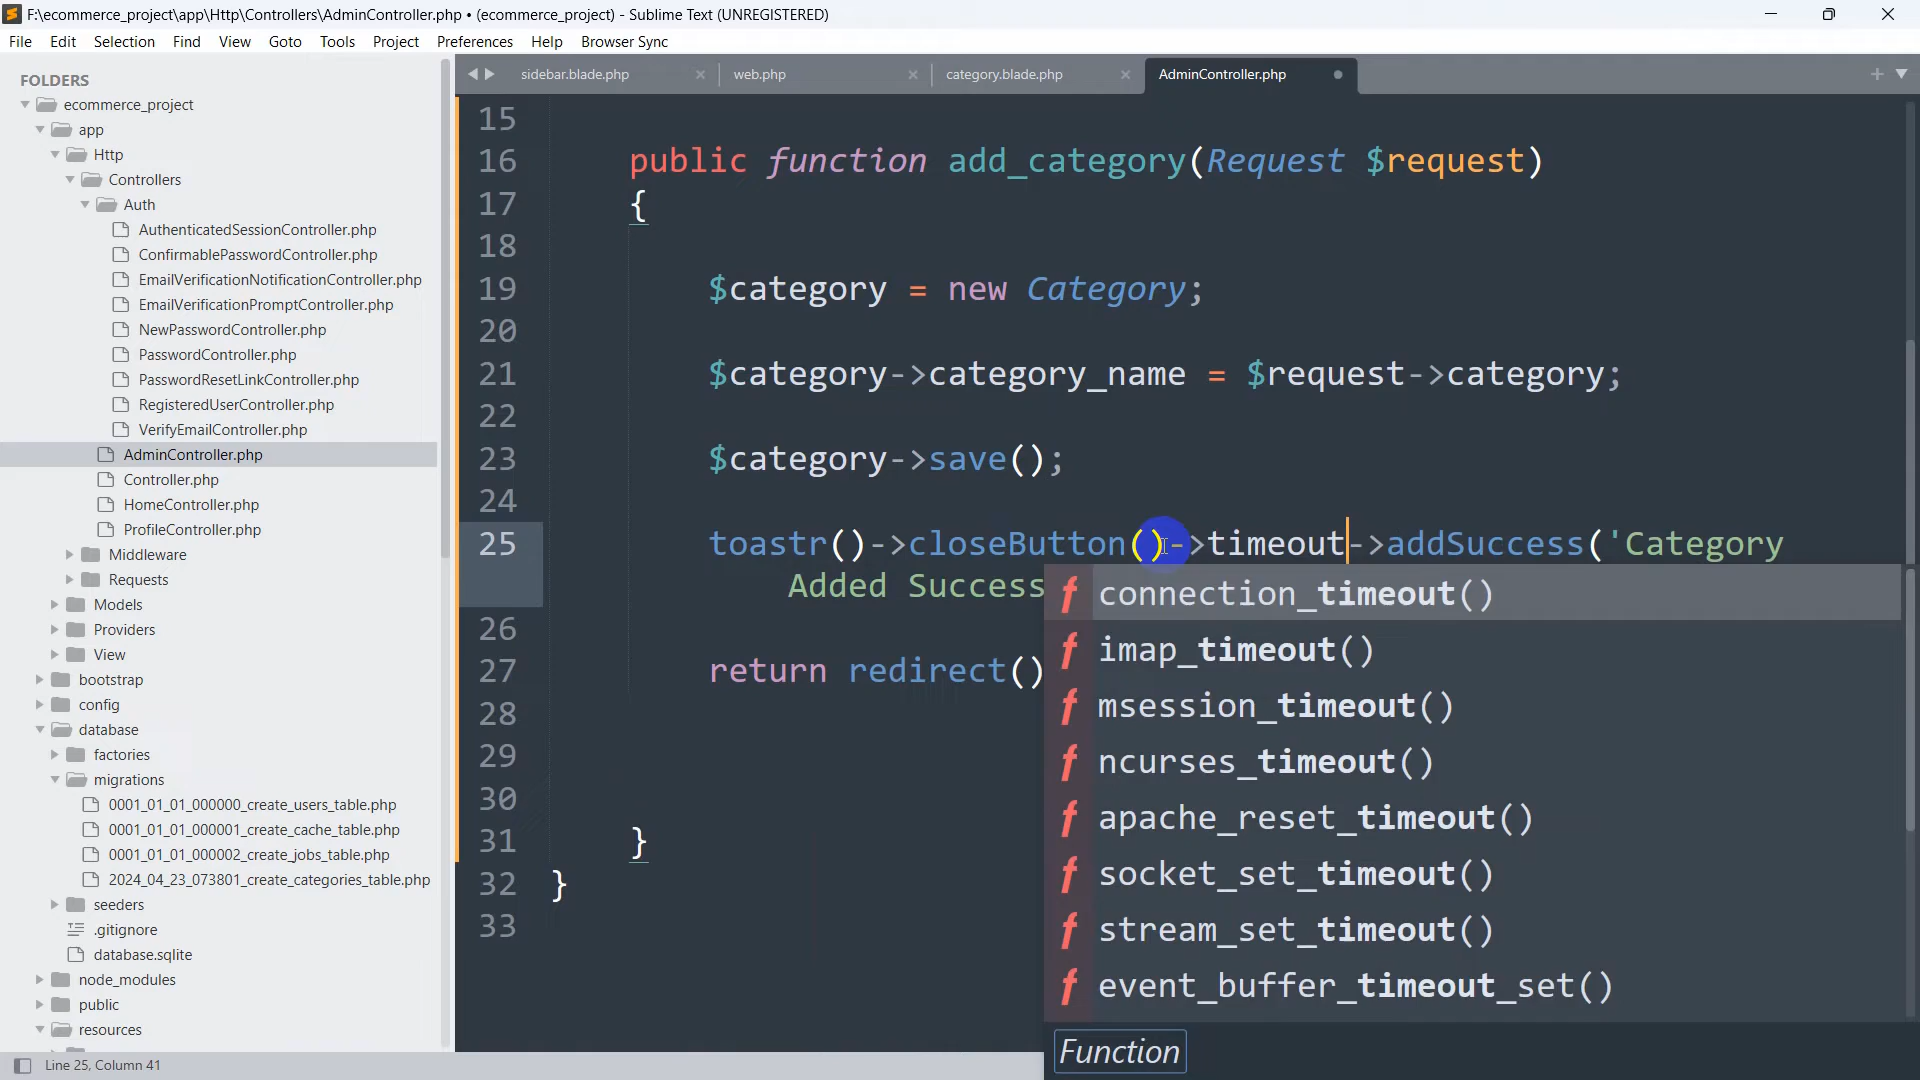 F:\ecommerce_project\app\Http\Controllers\AdminController.php • (ecommerce_project) - Sublime Text (UNREGISTERED)
File Edit Selection Find View Goto Tools Project Preferences Help Browser Sync
FOLDERS
ecommerce_project
app
Http
Controllers
Auth
AuthenticatedSessionController.php
ConfirmablePasswordController.php
EmailVerificationNotificationController.php
EmailVerificationPromptController.php
NewPasswordController.php
PasswordController.php
PasswordResetLinkController.php
RegisteredUserController.php
VerifyEmailController.php
AdminController.php
Controller.php
HomeController.php
ProfileController.php
Middleware
Requests
Models
Providers
View
bootstrap
config
database
factories
migrations
0001_01_01_000000_create_users_table.php
0001_01_01_000001_create_cache_table.php
0001_01_01_000002_create_jobs_table.php
2024_04_23_073801_create_categories_table.php
seeders
.gitignore
database.sqlite
node_modules
public
resources
sidebar.blade.php web.php category.blade.php AdminController.php
15
16 public function add_category(Request $request)
17 {
18
19 $category = new Category;
20
21 $category->category_name = $request->category;
22
23 $category->save();
24
25 toastr()->closeButton()->timeout->addSuccess('Category
Added Success
26
27 return redirect()
28
29
30
31 }
32 }
33
f connection_timeout()
f imap_timeout()
f msession_timeout()
f ncurses_timeout()
f apache_reset_timeout()
f socket_set_timeout()
f stream_set_timeout()
f event_buffer_timeout_set()
Function
Line 25, Column 41